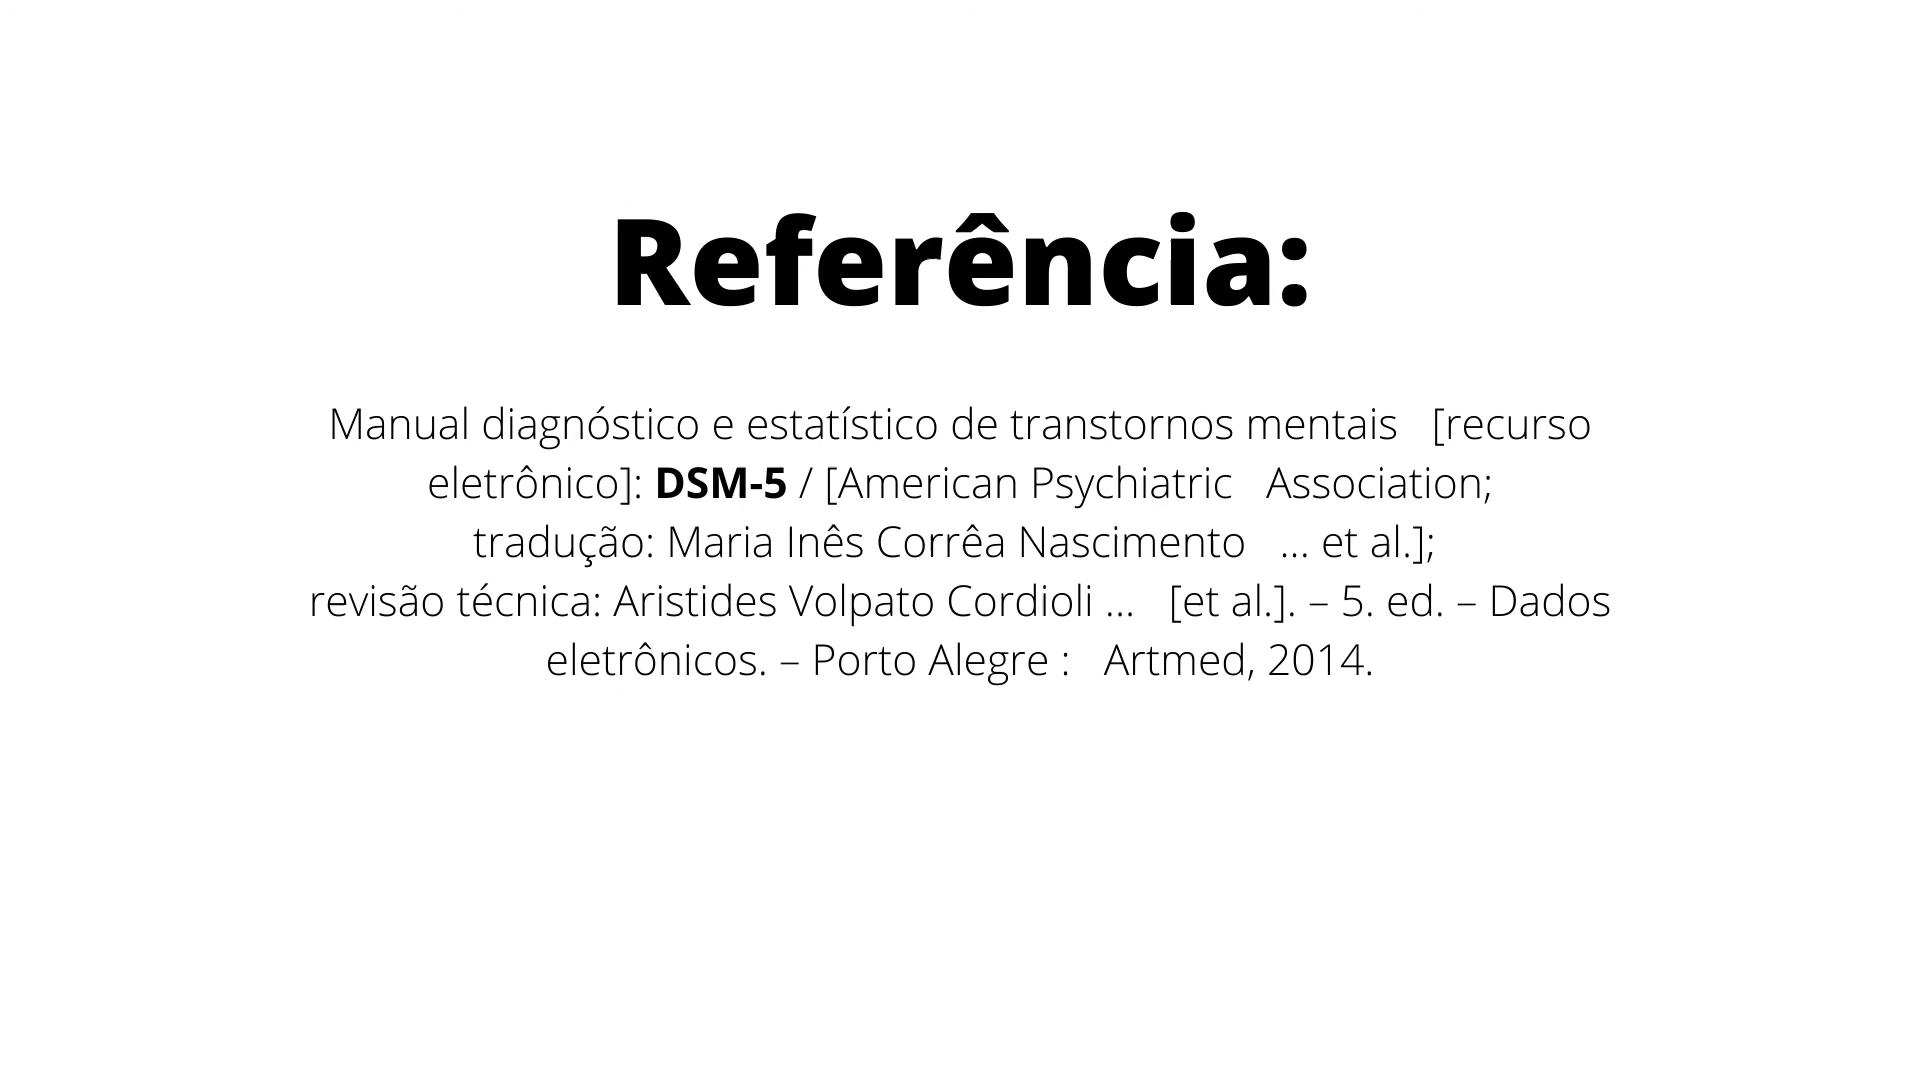 Referência:
Manual diagnóstico e estatístico de transtornos mentais [recurso
eletrônico]: DSM-5 / [American Psychiatric Association;
tradução: Maria Inês Corrêa Nascimento ... et al.];
revisão técnica: Aristides Volpato Cordioli ... [et al.]. – 5. ed. – Dados
eletrônicos. – Porto Alegre : Artmed, 2014.